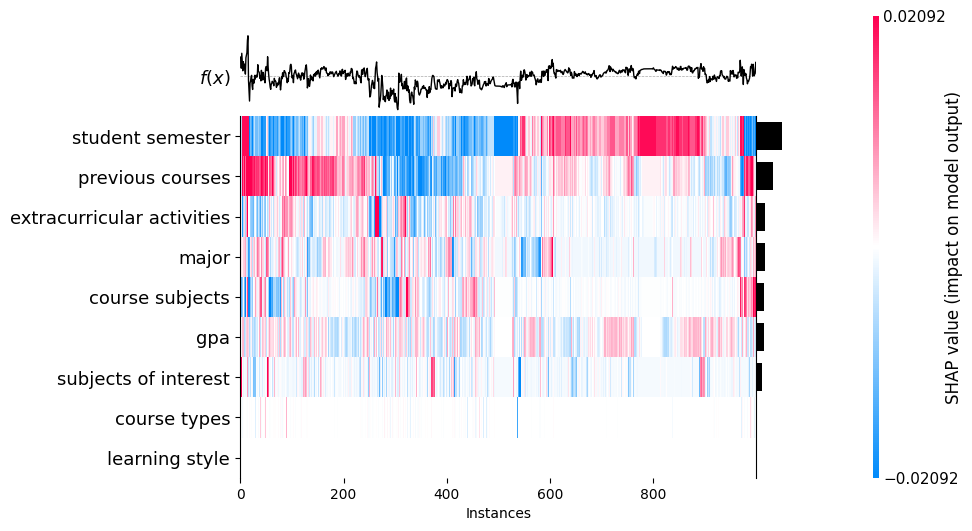 0.02092
f(x)
student semester
previous courses
extracurricular activities
major
course subjects
gpa
subjects of interest
course types
learning style
0 200 400 600 800
Instances
−0.02092
SHAP value (impact on model output)